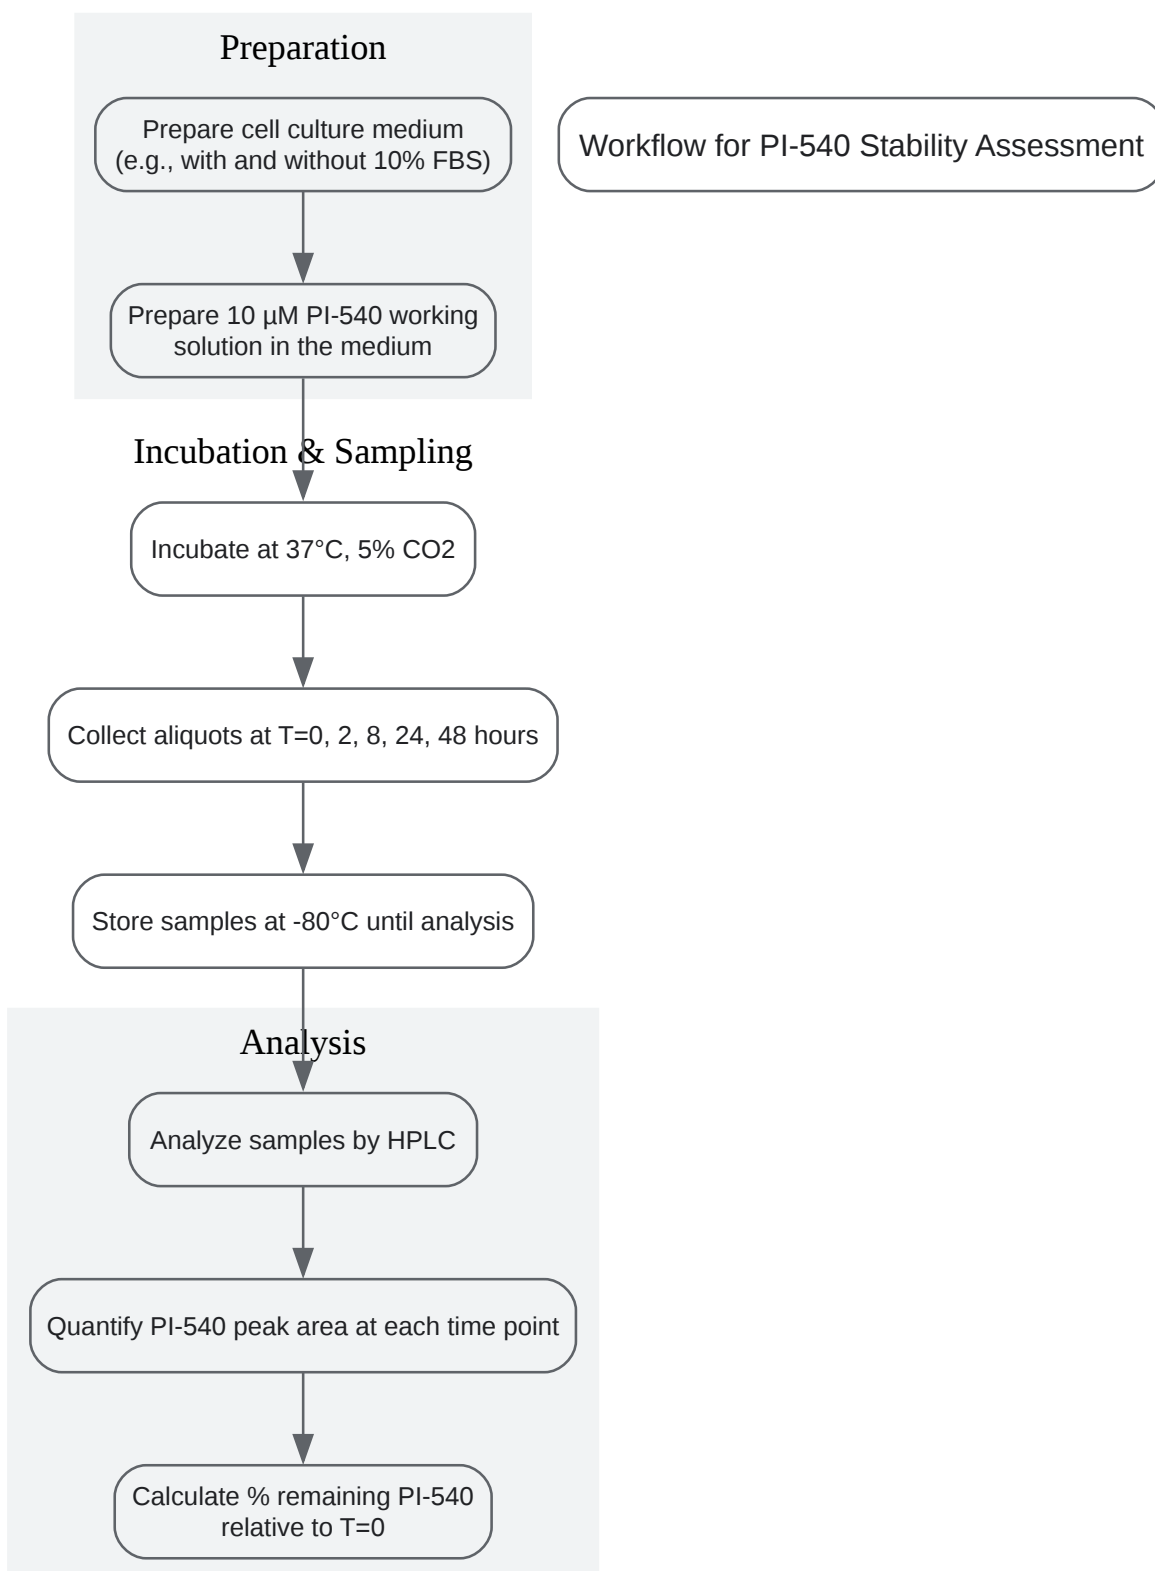 Preparation
Prepare cell culture medium
(e.g., with and without 10% FBS)
Workflow for PI-540 Stability Assessment
Prepare 10 µM PI-540 working
solution in the medium
Incubation & Sampling
Incubate at 37°C, 5% CO2
Collect aliquots at T=0, 2, 8, 24, 48 hours
Store samples at -80°C until analysis
Analysis
Analyze samples by HPLC
Quantify PI-540 peak area at each time point
Calculate % remaining PI-540
relative to T=0